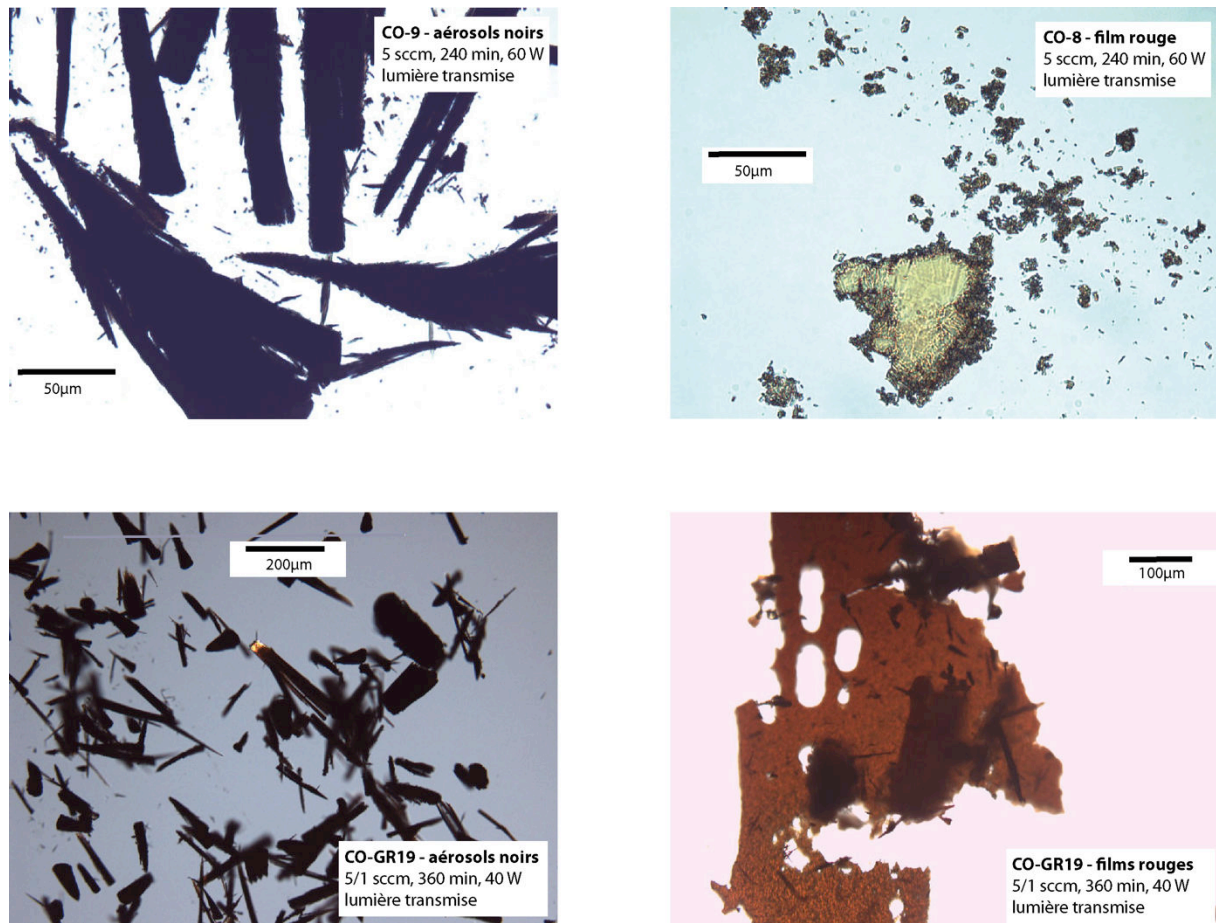 CO-9 - aérosols noirs
5 sccm, 240 min, 60 W
lumière transmise
50µm
CO-8 - film rouge
5 sccm, 240 min, 60 W
lumière transmise
50µm
200µm
CO-GR19 - aérosols noirs
5/1 sccm, 360 min, 40 W
lumière transmise
100µm
CO-GR19 - films rouges
5/1 sccm, 360 min, 40 W
lumière transmise